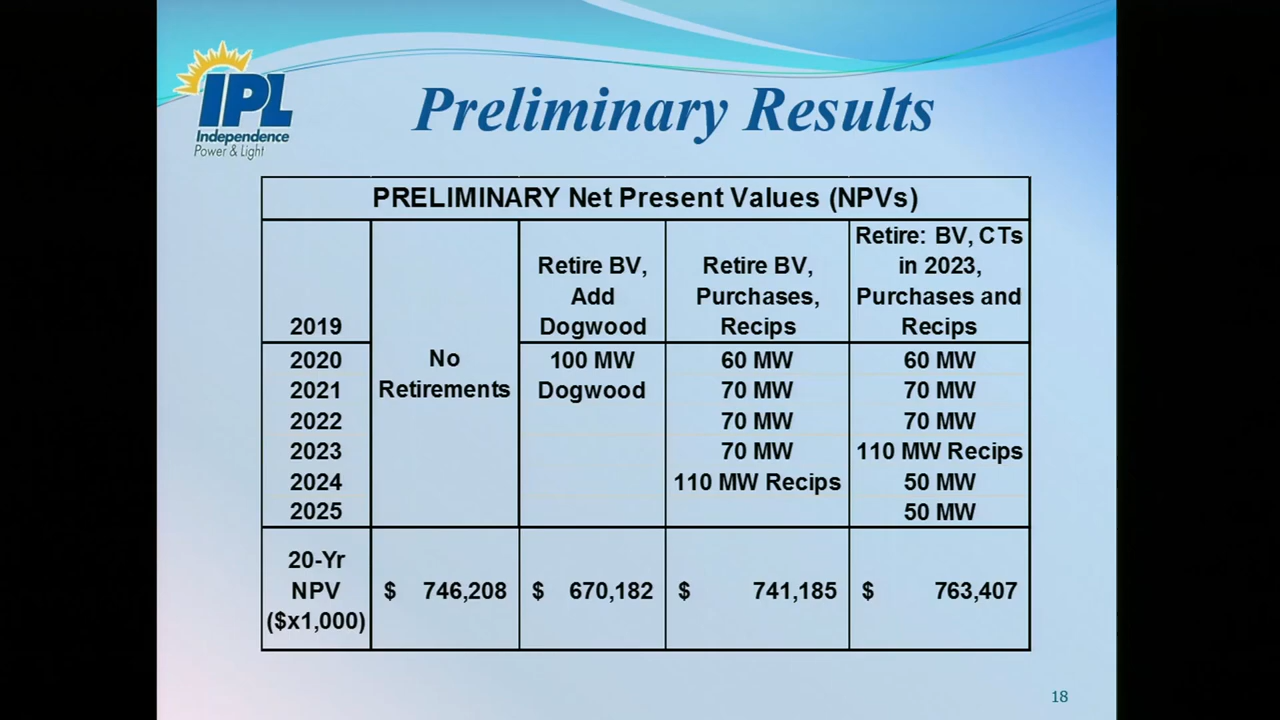 IPL
Independence
Power & Light
Preliminary Results
PRELIMINARY Net Present Values (NPVs)
2019
No
Retirements
Retire BV,
Add
Dogwood
Retire BV,
Purchases,
Recips
Retire: BV, CTs
in 2023,
Purchases and
Recips
2020 100 MW 60 MW 60 MW
2021 Dogwood 70 MW 70 MW
2022 70 MW 70 MW
2023 70 MW 110 MW Recips
2024 110 MW Recips 50 MW
2025 50 MW
20-Yr
NPV
($x1,000)
$ 746,208 $ 670,182 $ 741,185 $ 763,407
18